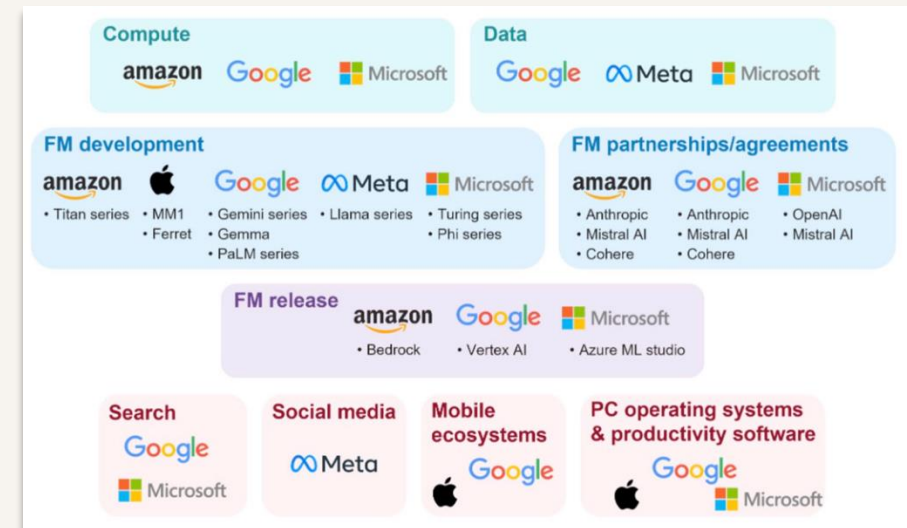 Compute
amazon Google Microsoft
Data
Google Meta Microsoft
FM development
amazon Google Meta Microsoft
• Titan series • MM1 • Gemini series • Llama series • Turing series
• Ferret • Gemma • Phi series
• PaLM series
FM partnerships/agreements
amazon Google Microsoft
• Anthropic • Anthropic • OpenAI
• Mistral AI • Mistral AI • Mistral AI
• Cohere • Cohere
FM release
amazon Google Microsoft
• Bedrock • Vertex AI • Azure ML studio
Search
Google
Microsoft
Social media
Meta
Mobile
ecosystems
Google
PC operating systems
& productivity software
Google
Microsoft